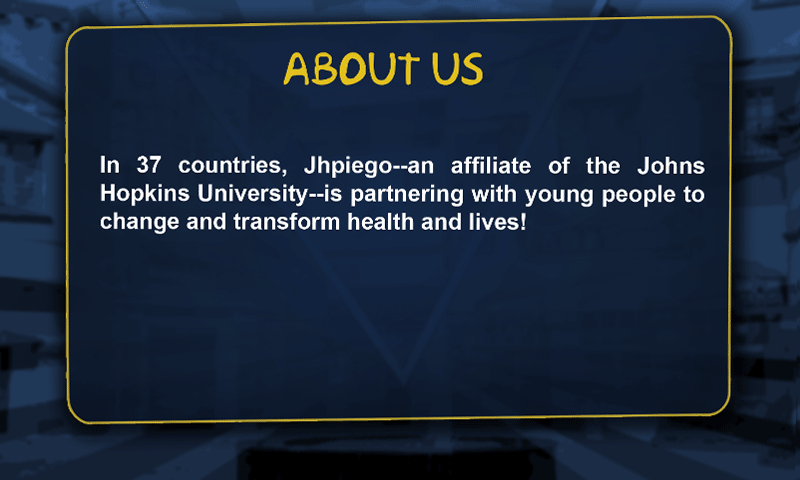 ABOUT US
In 37 countries, Jhpiego--an affiliate of the Johns
Hopkins University--is partnering with young people to
change and transform health and lives!